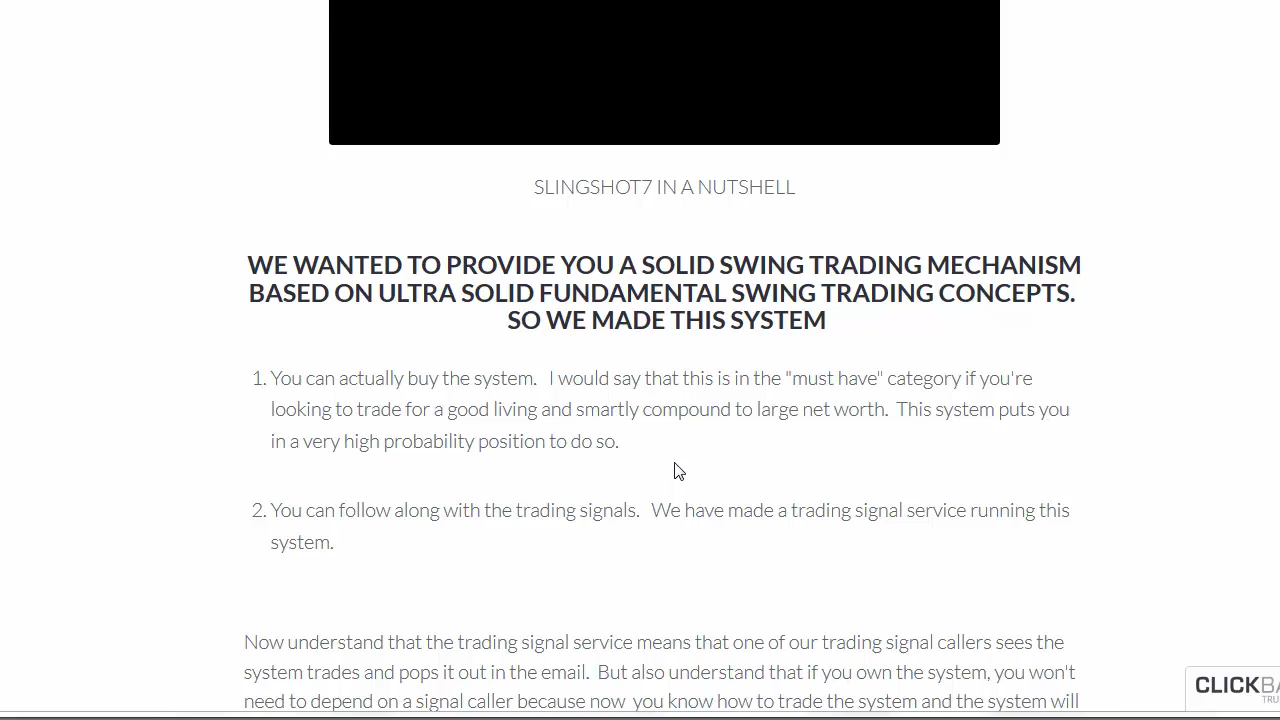 SLINGSHOT7 IN A NUTSHELL
WE WANTED TO PROVIDE YOU A SOLID SWING TRADING MECHANISM
BASED ON ULTRA SOLID FUNDAMENTAL SWING TRADING CONCEPTS.
SO WE MADE THIS SYSTEM
1. You can actually buy the system.   I would say that this is in the "must have" category if you're
looking to trade for a good living and smartly compound to large net worth.  This system puts you
in a very high probability position to do so.
2. You can follow along with the trading signals.   We have made a trading signal service running this
system.
Now understand that the trading signal service means that one of our trading signal callers sees the
system trades and pops it out in the email.  But also understand that if you own the system, you won't
need to depend on a signal caller because now  you know how to trade the system and the system will
CLICKBA
TRU